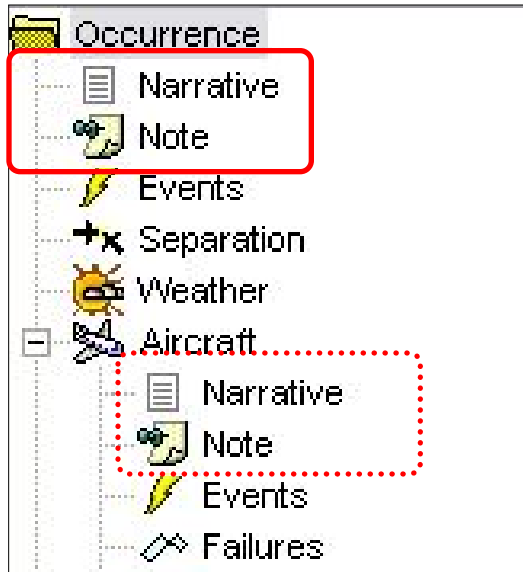 Occurrence
Narrative
Note
Events
Separation
Weather
Aircraft
Narrative
Note
Events
Failures